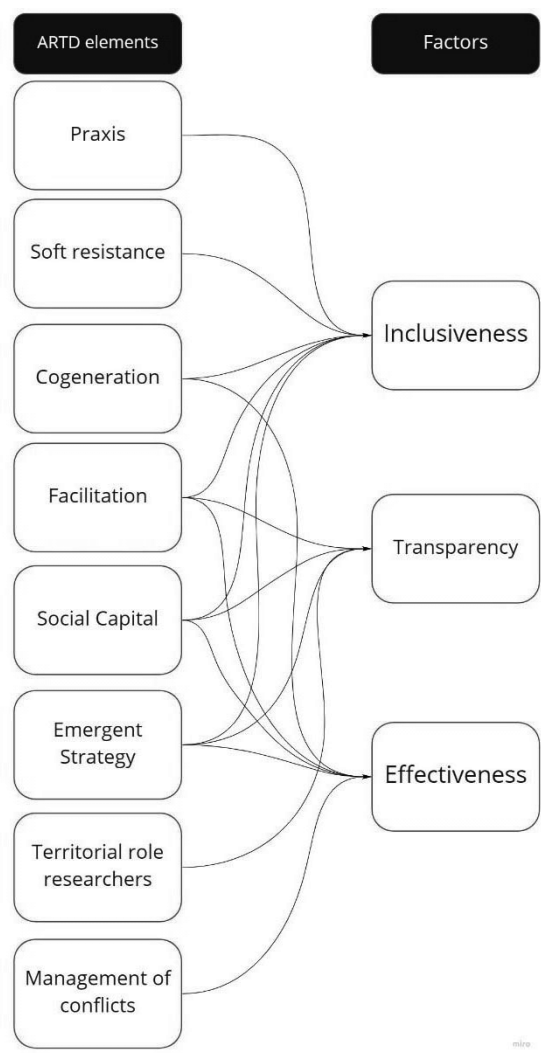 ARTD elements
Factors
Praxis
Soft resistance
Cogeneration
Facilitation
Social Capital
Emergent
Strategy
Territorial role
researchers
Management of
conflicts
Inclusiveness
Transparency
Effectiveness
miro